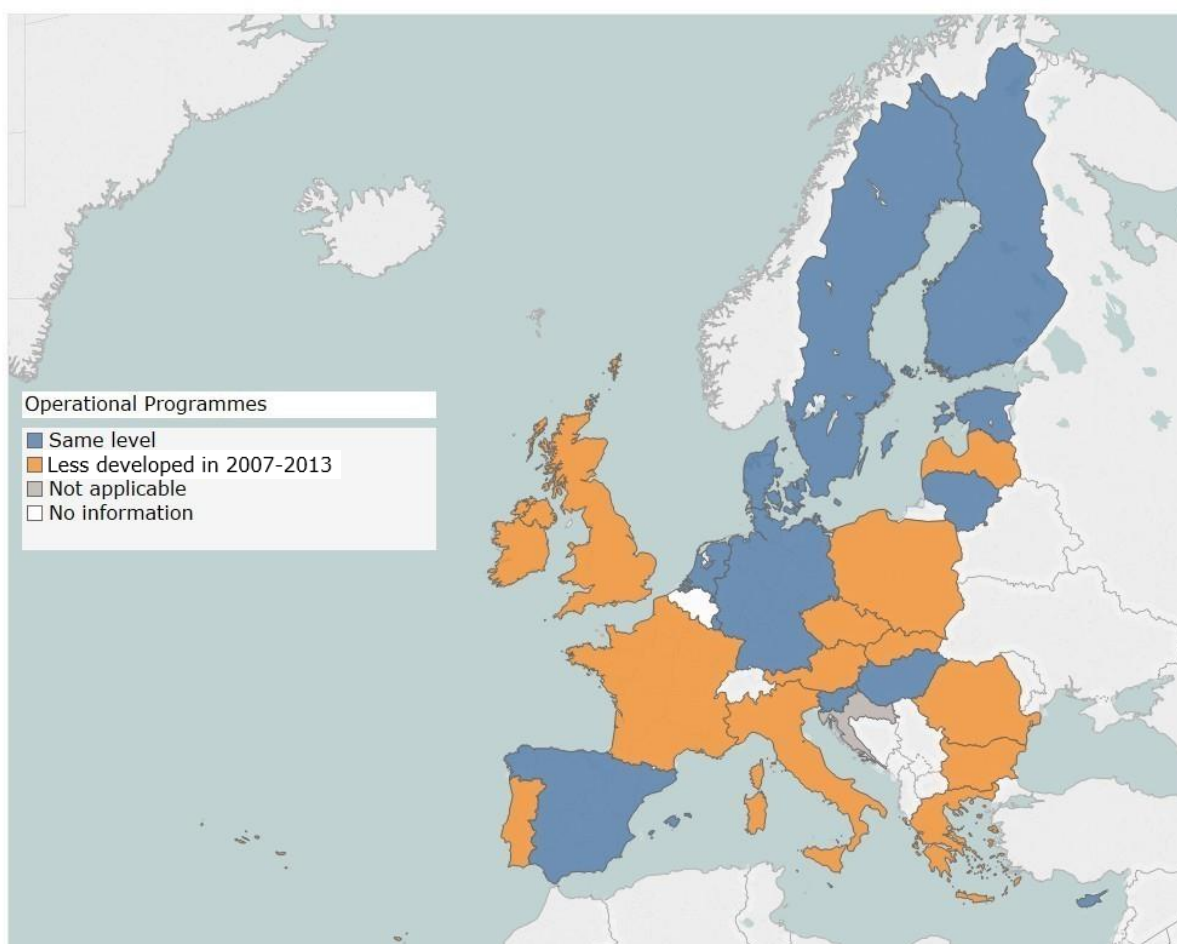 Operational Programmes
Same level
Less developed in 2007-2013
Not applicable
No information